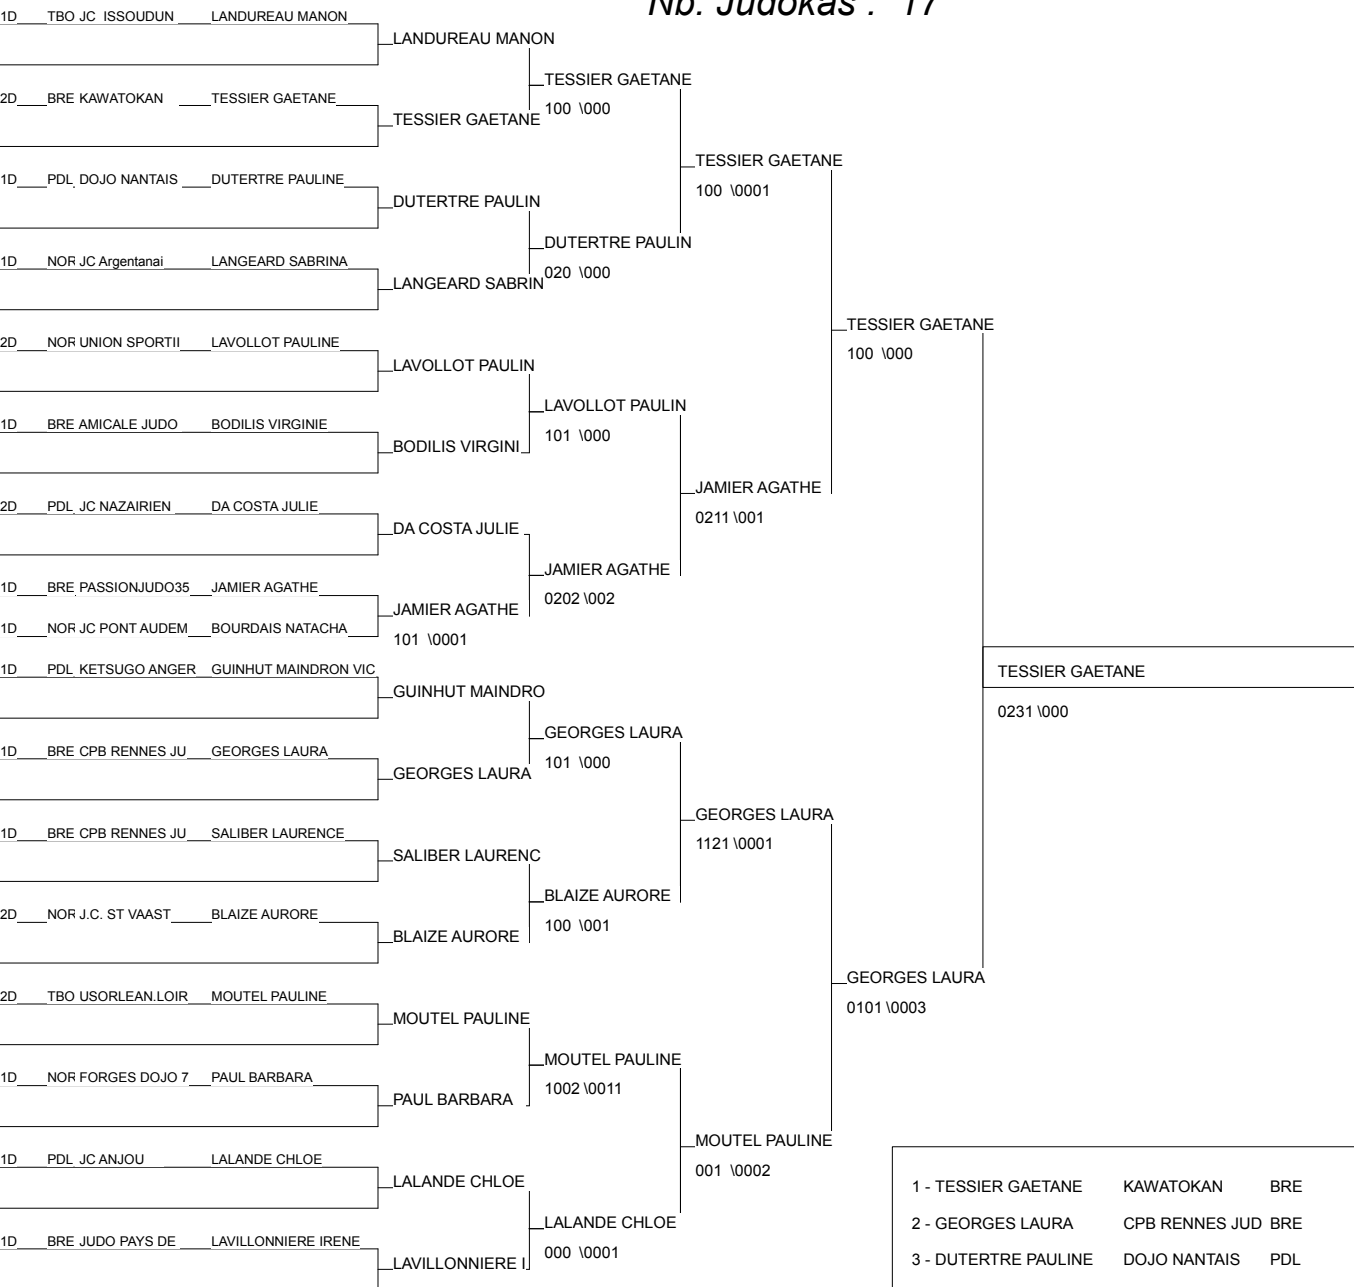 Nb. Judokas : 17
1D TBO JC ISSOUDUN LANDUREAU MANON
LANDUREAU MANON
TESSIER GAETANE
100 \000
2D BRE KAWATOKAN TESSIER GAETANE
TESSIER GAETANE
TESSIER GAETANE
100 \0001
1D PDL DOJO NANTAIS DUTERTRE PAULINE
DUTERTRE PAULIN
DUTERTRE PAULIN
020 \000
1D NOR JC Argentanai LANGEARD SABRINA
LANGEARD SABRIN
TESSIER GAETANE
100 \000
2D NOR UNION SPORTII LAVOLLOT PAULINE
LAVOLLOT PAULIN
LAVOLLOT PAULIN
101 \000
1D BRE AMICALE JUDO BODILIS VIRGINIE
BODILIS VIRGINI
JAMIER AGATHE
0211 \001
2D PDL JC NAZAIRIEN DA COSTA JULIE
DA COSTA JULIE
JAMIER AGATHE
0202 \002
1D BRE PASSIONJUDO35 JAMIER AGATHE
JAMIER AGATHE
101 \0001
1D NOR JC PONT AUDEM BOURDAIS NATACHA
TESSIER GAETANE
0231 \000
1D PDL KETSUGO ANGER GUINHUT MAINDRON VIC
GUINHUT MAINDRO
GEORGES LAURA
101 \000
1D BRE CPB RENNES JU GEORGES LAURA
GEORGES LAURA
GEORGES LAURA
1121 \0001
1D BRE CPB RENNES JU SALIBER LAURENCE
SALIBER LAURENC
BLAIZE AURORE
100 \001
2D NOR J.C. ST VAAST BLAIZE AURORE
BLAIZE AURORE
GEORGES LAURA
0101 \0003
2D TBO USORLEAN.LOIR MOUTEL PAULINE
MOUTEL PAULINE
MOUTEL PAULINE
1002 \0011
1D NOR FORGES DOJO 7 PAUL BARBARA
PAUL BARBARA
MOUTEL PAULINE
001 \0002
1D PDL JC ANJOU LALANDE CHLOE
LALANDE CHLOE
LALANDE CHLOE
000 \0001
1D BRE JUDO PAYS DE LAVILLONNIERE IRENE
LAVILLONNIERE I
1 - TESSIER GAETANE KAWATOKAN BRE
2 - GEORGES LAURA CPB RENNES JUD BRE
3 - DUTERTRE PAULINE DOJO NANTAIS PDL